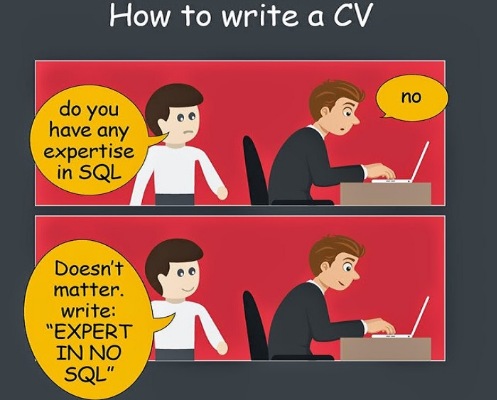 How to write a CV
do you
have any
expertise
in SQL
no
Doesn't
matter.
write:
"EXPERT
IN NO
SQL"